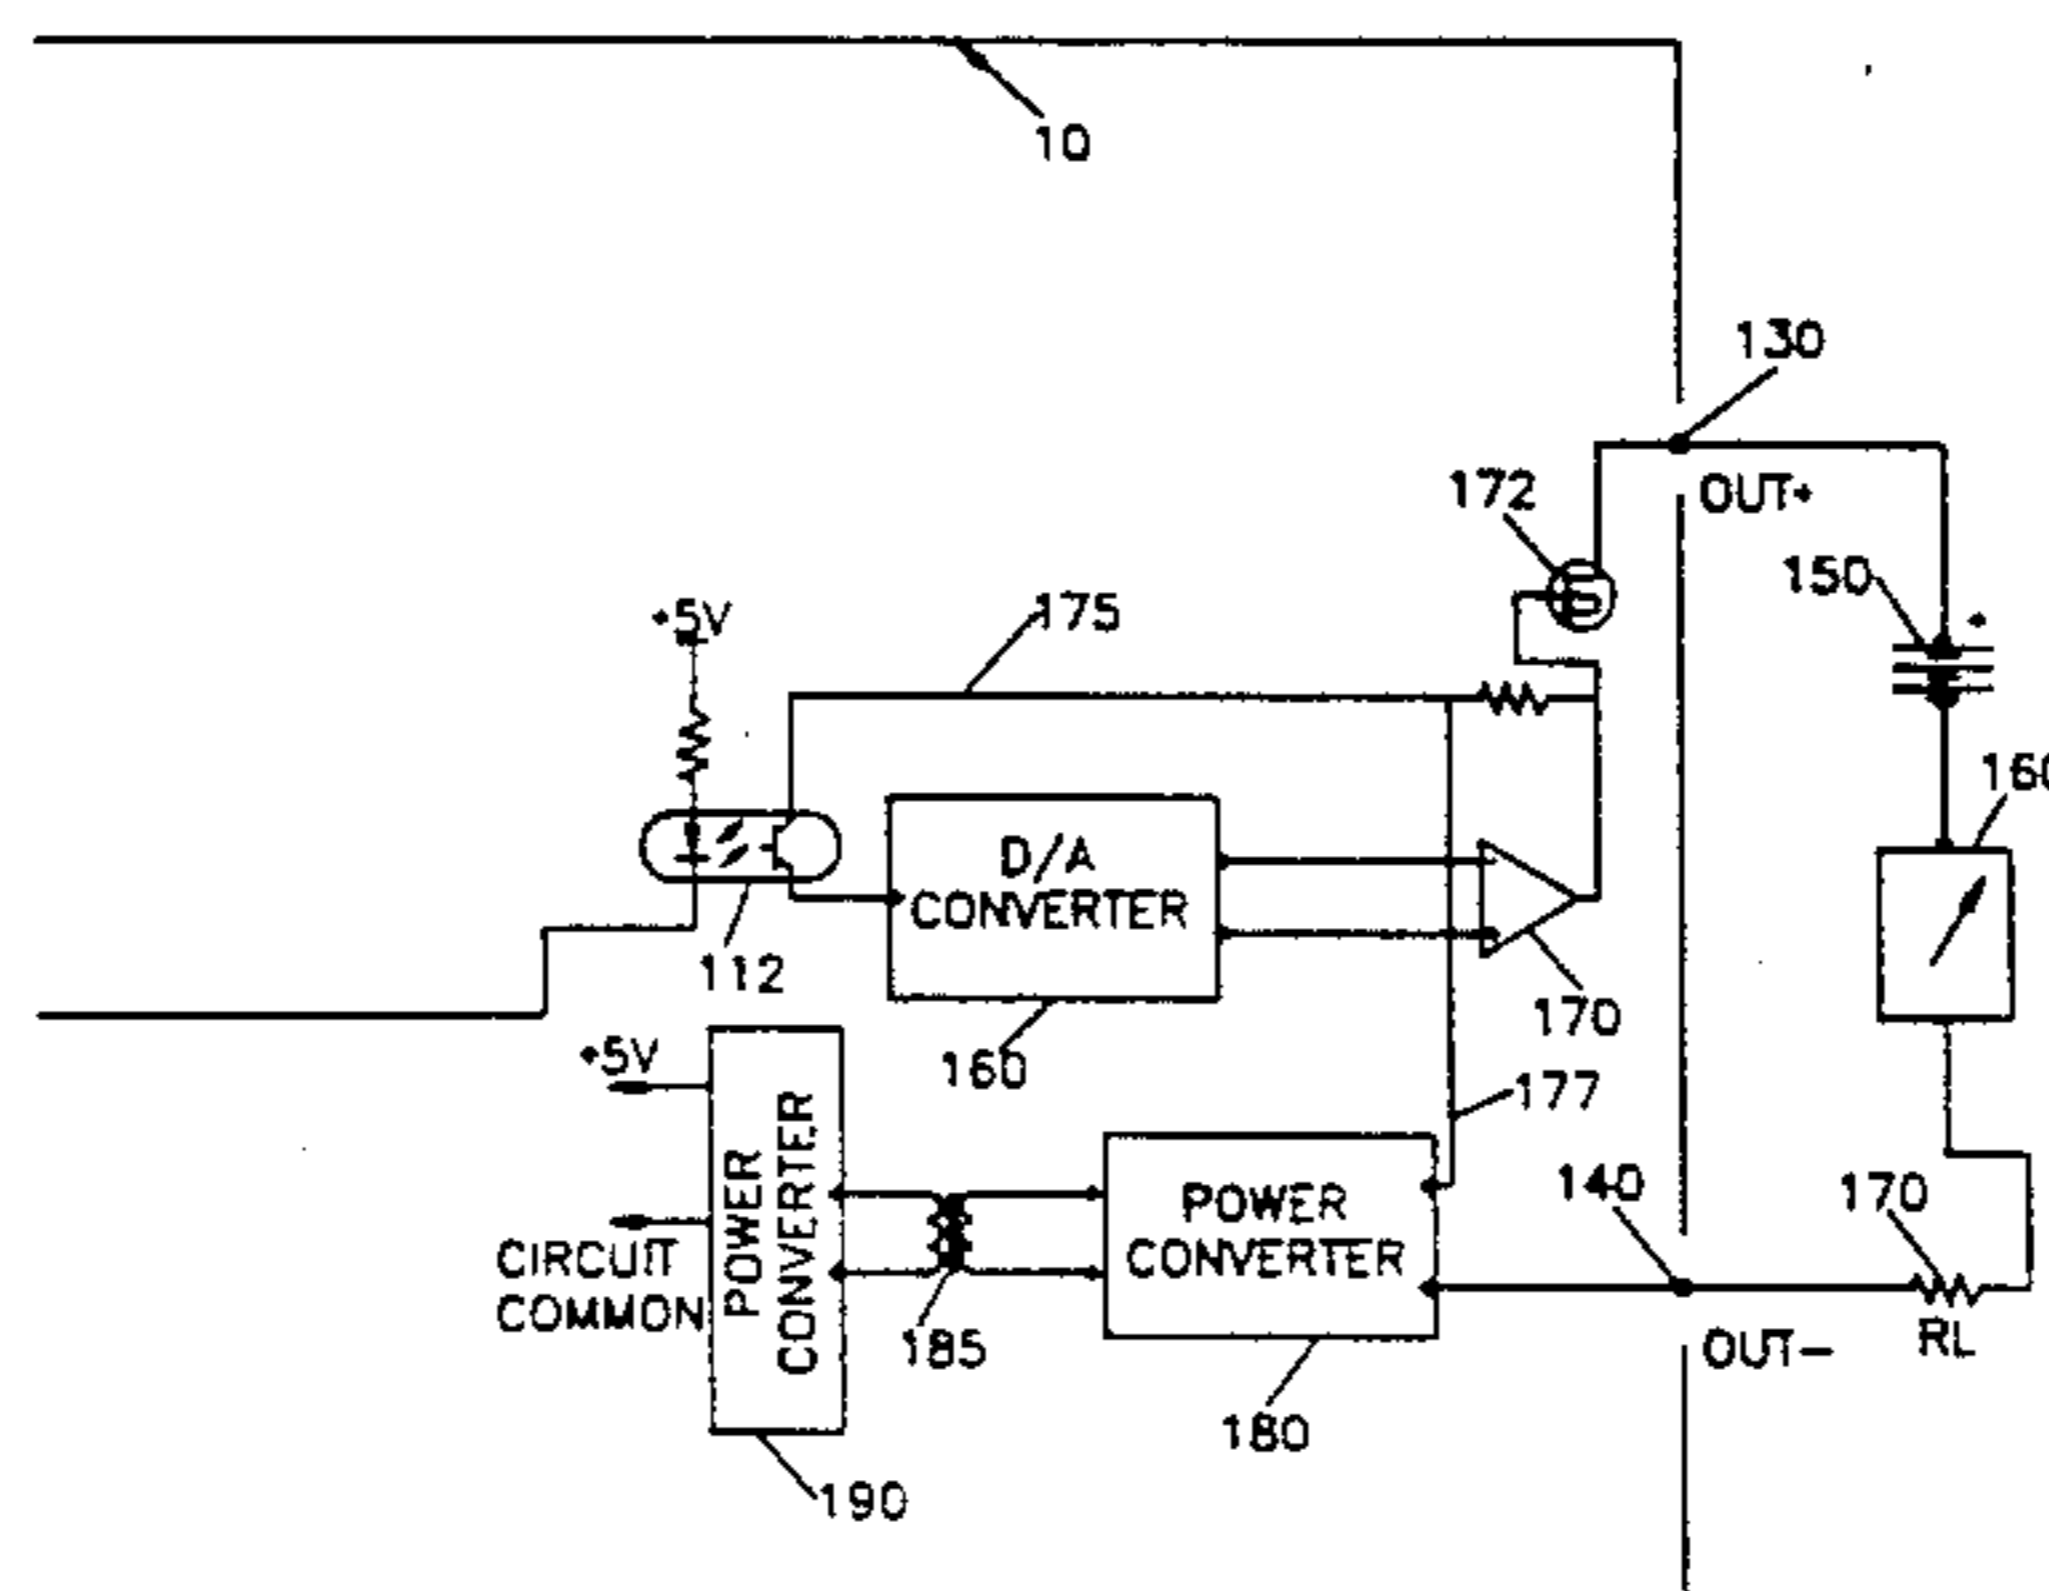 10
130
OUT+
172
150
+5V
175
160
D/A
CONVERTER
112
170
160
+5V
177
POWER
CONVERTER
POWER
CONVERTER
140
170
CIRCUIT
COMMON
185
OUT-
RL
180
190